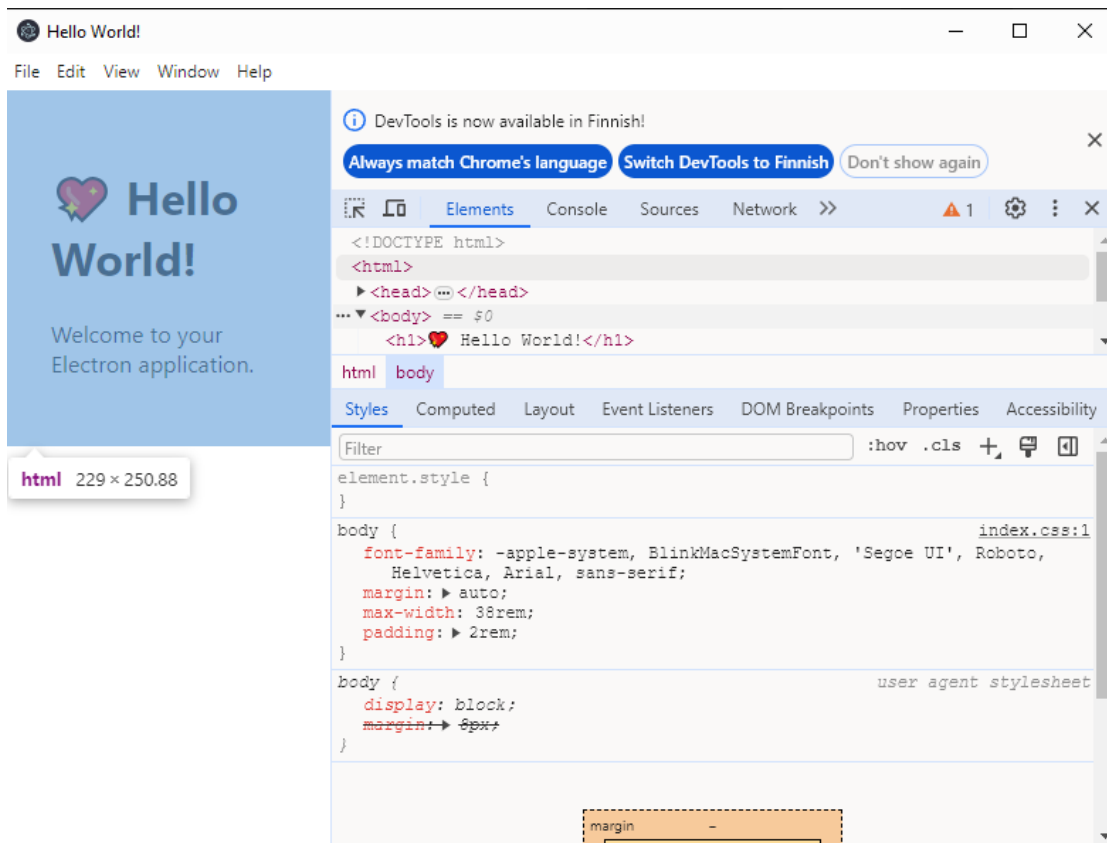 Hello World!
File Edit View Window Help
💖 Hello
World!
Welcome to your
Electron application.
html 229 × 250.88
DevTools is now available in Finnish!
Always match Chrome's language Switch DevTools to Finnish Don't show again
Elements Console Sources Network 1
<!DOCTYPE html>
<html>
▶<head>…</head>
…▼<body> == $0
<h1>💖 Hello World!</h1>
html body
Styles Computed Layout Event Listeners DOM Breakpoints Properties Accessibility
Filter :hov .cls
element.style {
}
body { index.css:1
font-family: -apple-system, BlinkMacSystemFont, 'Segoe UI', Roboto,
Helvetica, Arial, sans-serif;
margin: ▶ auto;
max-width: 38rem;
padding: ▶ 2rem;
}
body { user agent stylesheet
display: block;
margin: ▶ 8px;
}
margin –